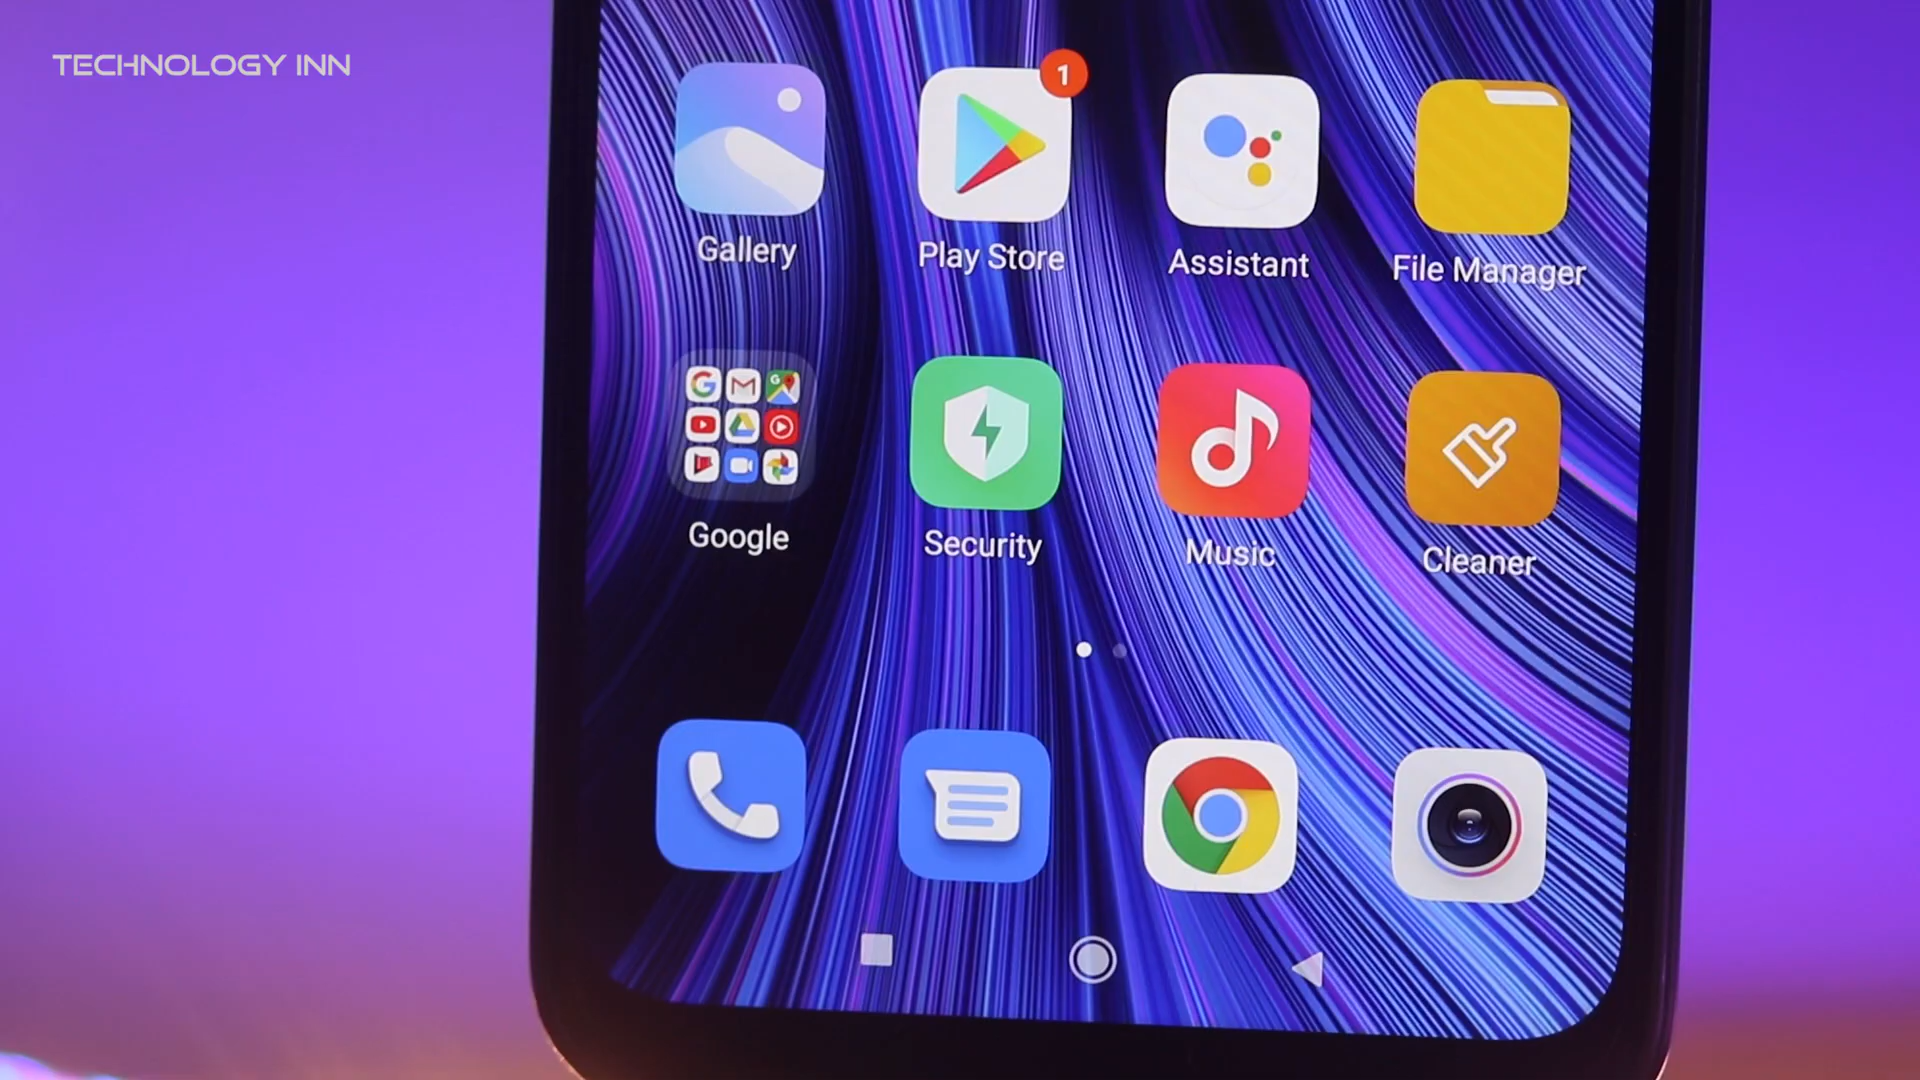 TECHNOLOGY INN
1
Gallery
Play Store
Assistant
File Manager
Google
Security
Music
Cleaner